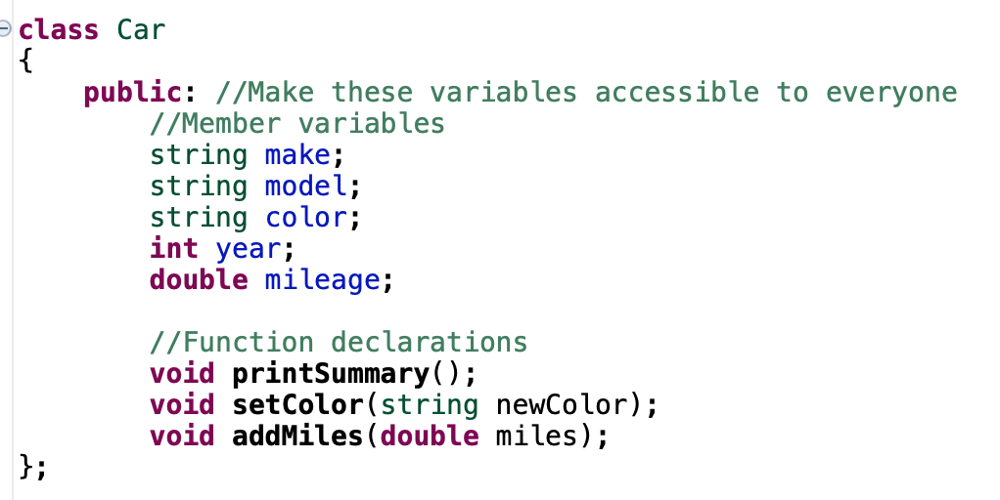 class Car
{
    public: //Make these variables accessible to everyone
        //Member variables
        string make;
        string model;
        string color;
        int year;
        double mileage;

        //Function declarations
        void printSummary();
        void setColor(string newColor);
        void addMiles(double miles);
};